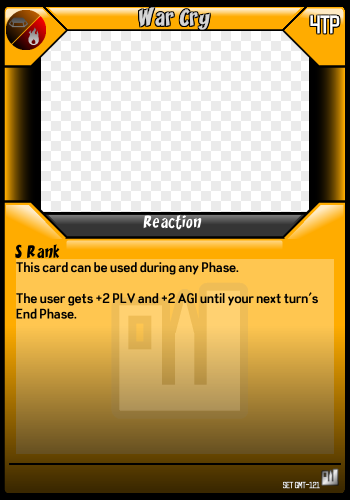 War Cry
4TP
Reaction
S Rank
This card can be used during any Phase.
The user gets +2 PLV and +2 AGI until your next turn's
End Phase.
SET GMT-121